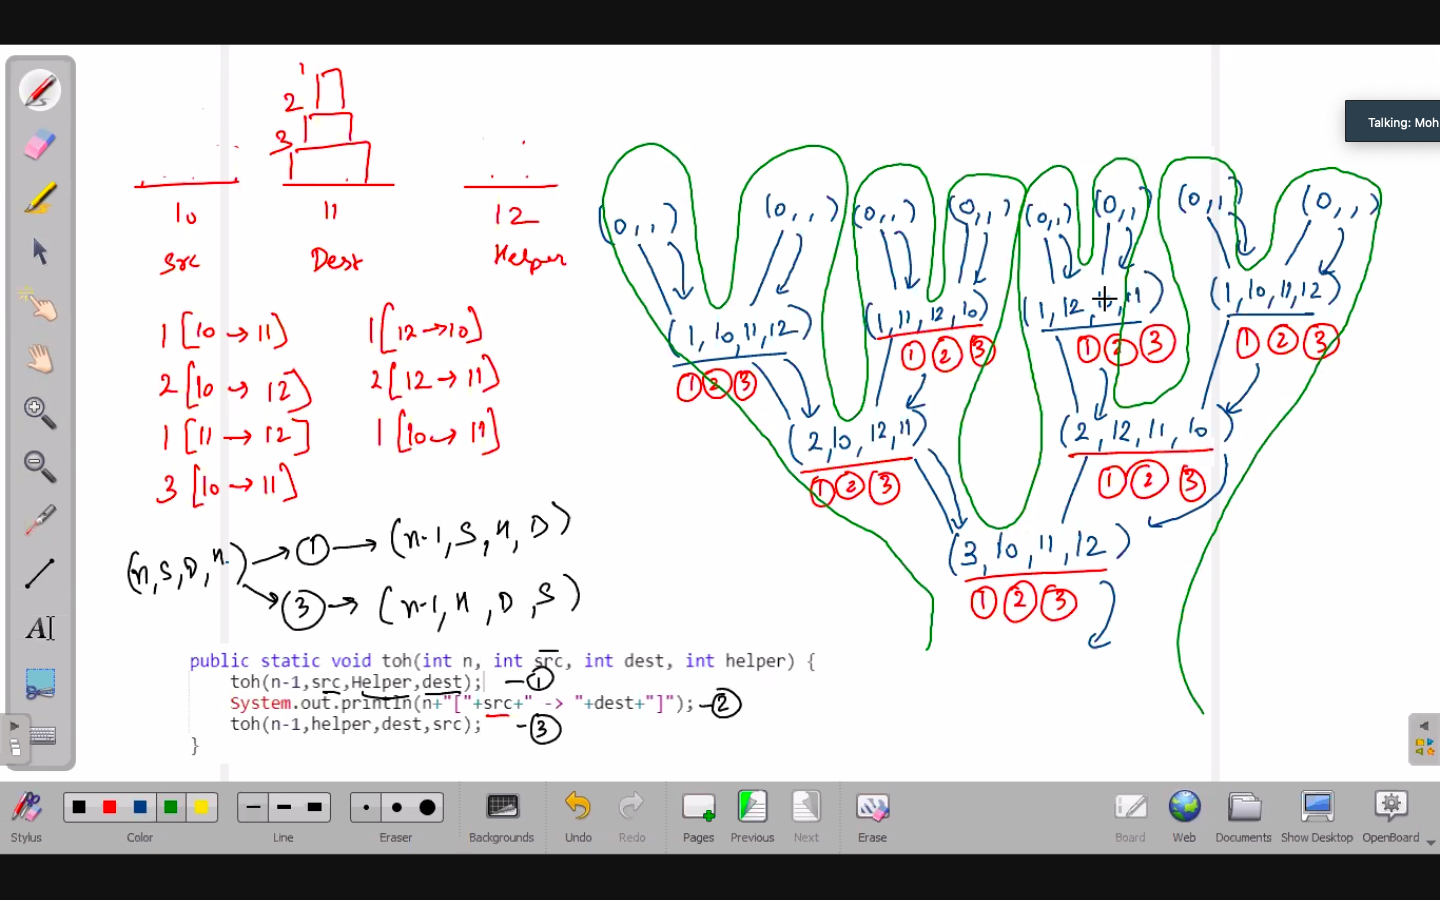 Talking: Moh
1
2
3
10
11
12
Src
Dest
Helper
1 [10 → 11]
2 [10 → 12]
1 [11 → 12]
3 [10 → 11]
1 [12 → 10]
2 [12 → 11]
1 [10 → 11]
(n, S, D, H) → ① → (n-1, S, H, D)
→ ③ → (n-1, H, D, S)
(0, , ) (0, , ) (0, , ) (0, , ) (0, , ) (0, , ) (0, , ) (0, , )
(1, 10, 11, 12) (1, 11, 12, 10) (1, 12, 11) (1, 10, 11, 12)
① ② ③ ① ② ③ ① ② ③ ① ② ③
(2, 10, 12, 11) (2, 12, 11, 10)
① ② ③ ① ② ③
(3, 10, 11, 12)
① ② ③
public static void toh(int n, int src, int dest, int helper) {
toh(n-1,src,Helper,dest); - ①
System.out.println(n+"["+src+" -> "+dest+"]"); - ②
toh(n-1,helper,dest,src); - ③
}
AI
Stylus Color Line Eraser Backgrounds Undo Redo Pages Previous Next Erase Board Web Documents Show Desktop OpenBoard